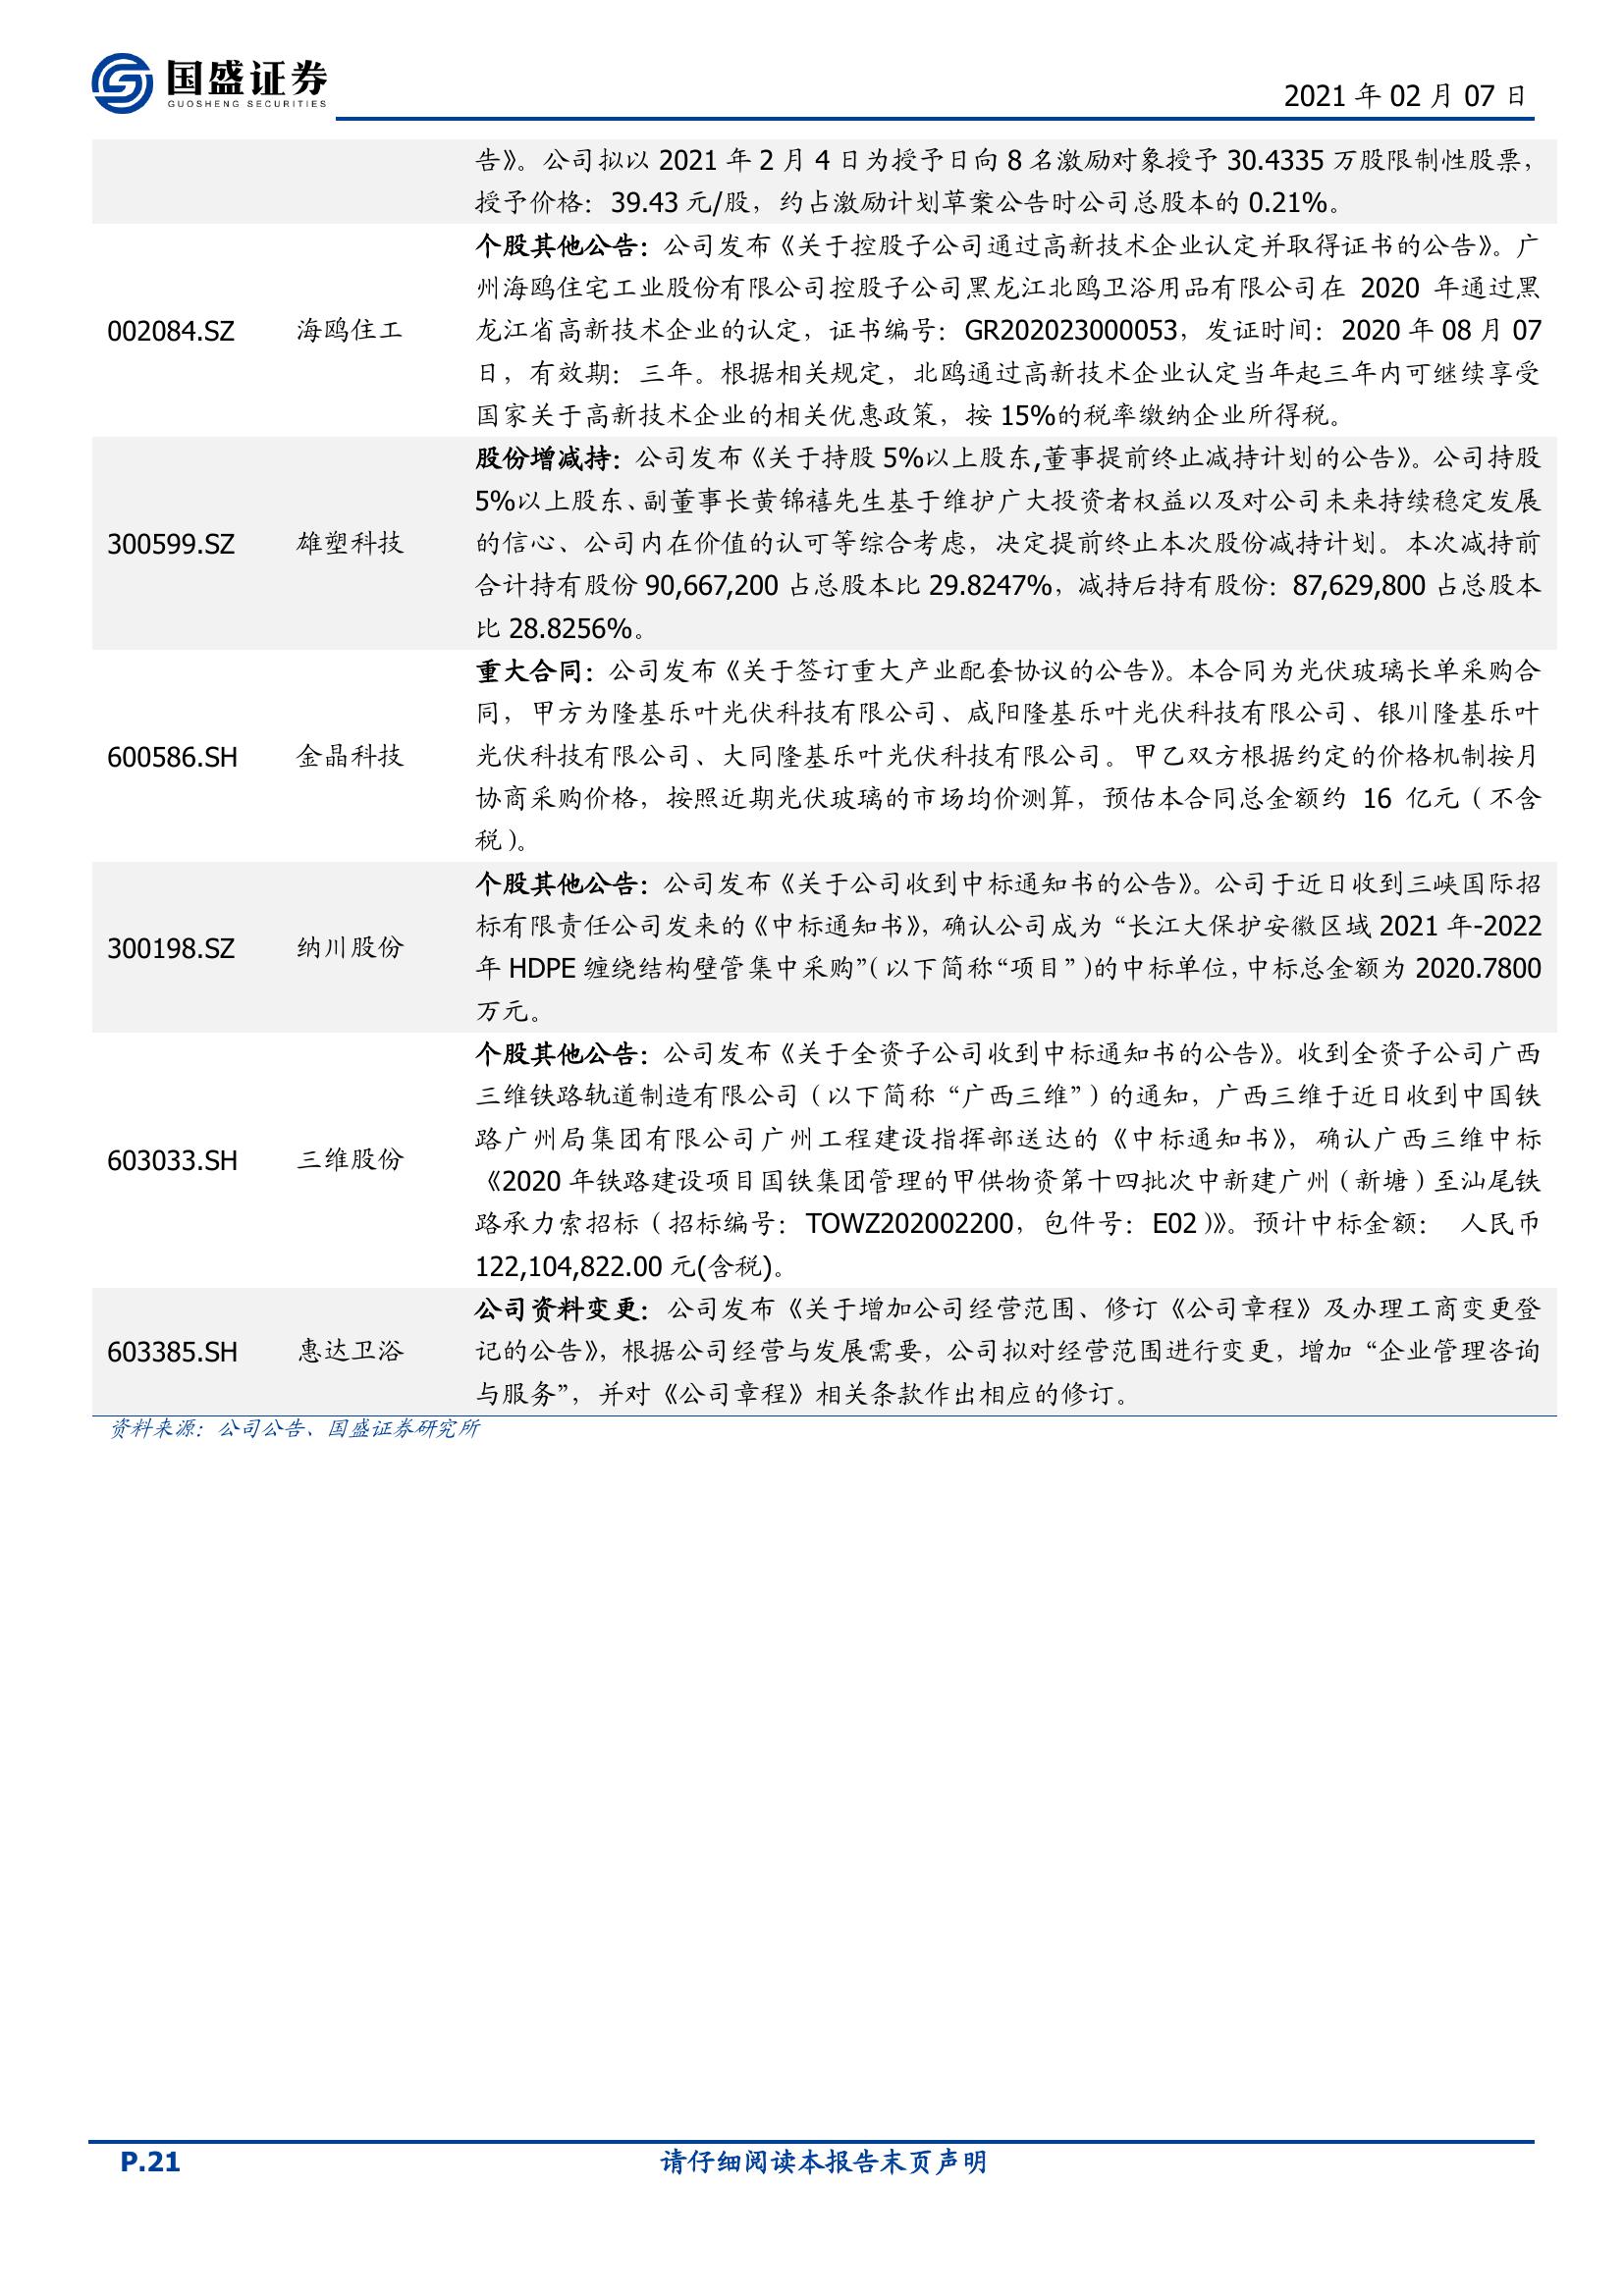 国盛证券
GUOSHENG SECURITIES
2021 年 02 月 07 日
告》。公司拟以 2021 年 2 月 4 日为授予日向 8 名激励对象授予 30.4335 万股限制性股票，
授予价格：39.43 元/股，约占激励计划草案公告时公司总股本的 0.21%。
002084.SZ 海鸥住工
个股其他公告：公司发布《关于控股子公司通过高新技术企业认定并取得证书的公告》。广
州海鸥住宅工业股份有限公司控股子公司黑龙江北鸥卫浴用品有限公司在 2020 年通过黑
龙江省高新技术企业的认定，证书编号：GR202023000053，发证时间：2020 年 08 月 07
日，有效期：三年。根据相关规定，北鸥通过高新技术企业认定当年起三年内可继续享受
国家关于高新技术企业的相关优惠政策，按 15%的税率缴纳企业所得税。
300599.SZ 雄塑科技
股份增减持：公司发布《关于持股 5%以上股东,董事提前终止减持计划的公告》。公司持股
5%以上股东、副董事长黄锦禧先生基于维护广大投资者权益以及对公司未来持续稳定发展
的信心、公司内在价值的认可等综合考虑，决定提前终止本次股份减持计划。本次减持前
合计持有股份 90,667,200 占总股本比 29.8247%，减持后持有股份：87,629,800 占总股本
比 28.8256%。
600586.SH 金晶科技
重大合同：公司发布《关于签订重大产业配套协议的公告》。本合同为光伏玻璃长单采购合
同，甲方为隆基乐叶光伏科技有限公司、咸阳隆基乐叶光伏科技有限公司、银川隆基乐叶
光伏科技有限公司、大同隆基乐叶光伏科技有限公司。甲乙双方根据约定的价格机制按月
协商采购价格，按照近期光伏玻璃的市场均价测算，预估本合同总金额约 16 亿元（不含
税）。
300198.SZ 纳川股份
个股其他公告：公司发布《关于公司收到中标通知书的公告》。公司于近日收到三峡国际招
标有限责任公司发来的《中标通知书》，确认公司成为 “长江大保护安徽区域 2021 年-2022
年 HDPE 缠绕结构壁管集中采购”（以下简称“项目”）的中标单位，中标总金额为 2020.7800
万元。
603033.SH 三维股份
个股其他公告：公司发布《关于全资子公司收到中标通知书的公告》。收到全资子公司广西
三维铁路轨道制造有限公司（以下简称 “广西三维”）的通知，广西三维于近日收到中国铁
路广州局集团有限公司广州工程建设指挥部送达的《中标通知书》，确认广西三维中标
《2020 年铁路建设项目国铁集团管理的甲供物资第十四批次中新建广州（新塘）至汕尾铁
路承力索招标（招标编号：TOWZ202002200，包件号：E02）》。预计中标金额： 人民币
122,104,822.00 元(含税)。
603385.SH 惠达卫浴
公司资料变更：公司发布《关于增加公司经营范围、修订《公司章程》及办理工商变更登
记的公告》，根据公司经营与发展需要，公司拟对经营范围进行变更，增加 “企业管理咨询
与服务”，并对《公司章程》相关条款作出相应的修订。
资料来源：公司公告、国盛证券研究所
P.21 请仔细阅读本报告末页声明